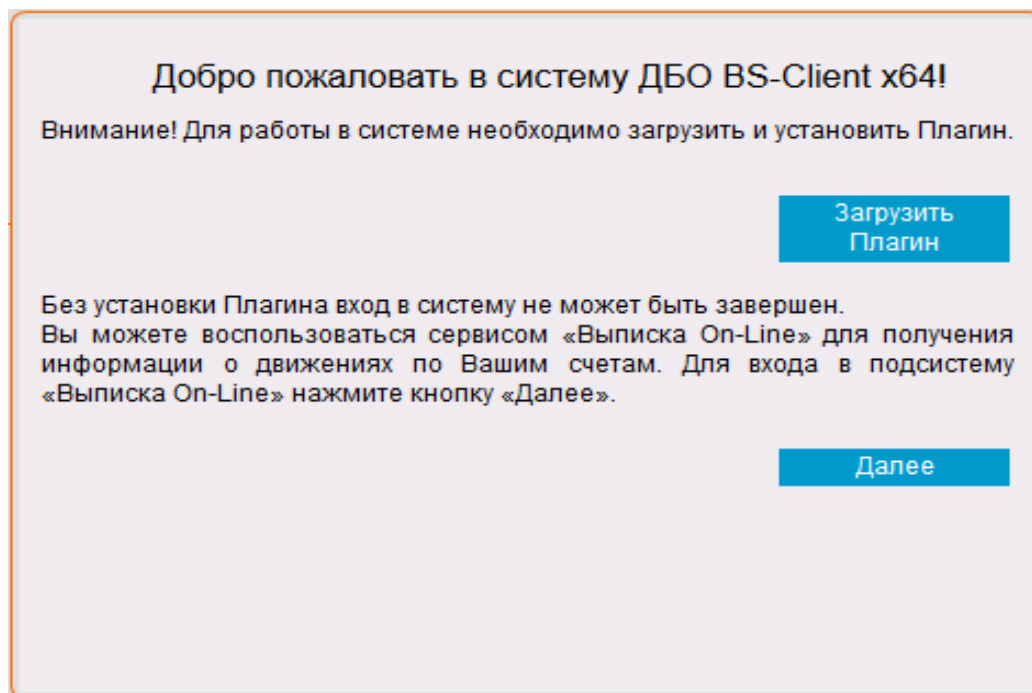 Добро пожаловать в систему ДБО BS-Client x64!
Внимание! Для работы в системе необходимо загрузить и установить Плагин.
Загрузить
Плагин
Без установки Плагина вход в систему не может быть завершен.
Вы можете воспользоваться сервисом «Выписка On-Line» для получения
информации о движениях по Вашим счетам. Для входа в подсистему
«Выписка On-Line» нажмите кнопку «Далее».
Далее